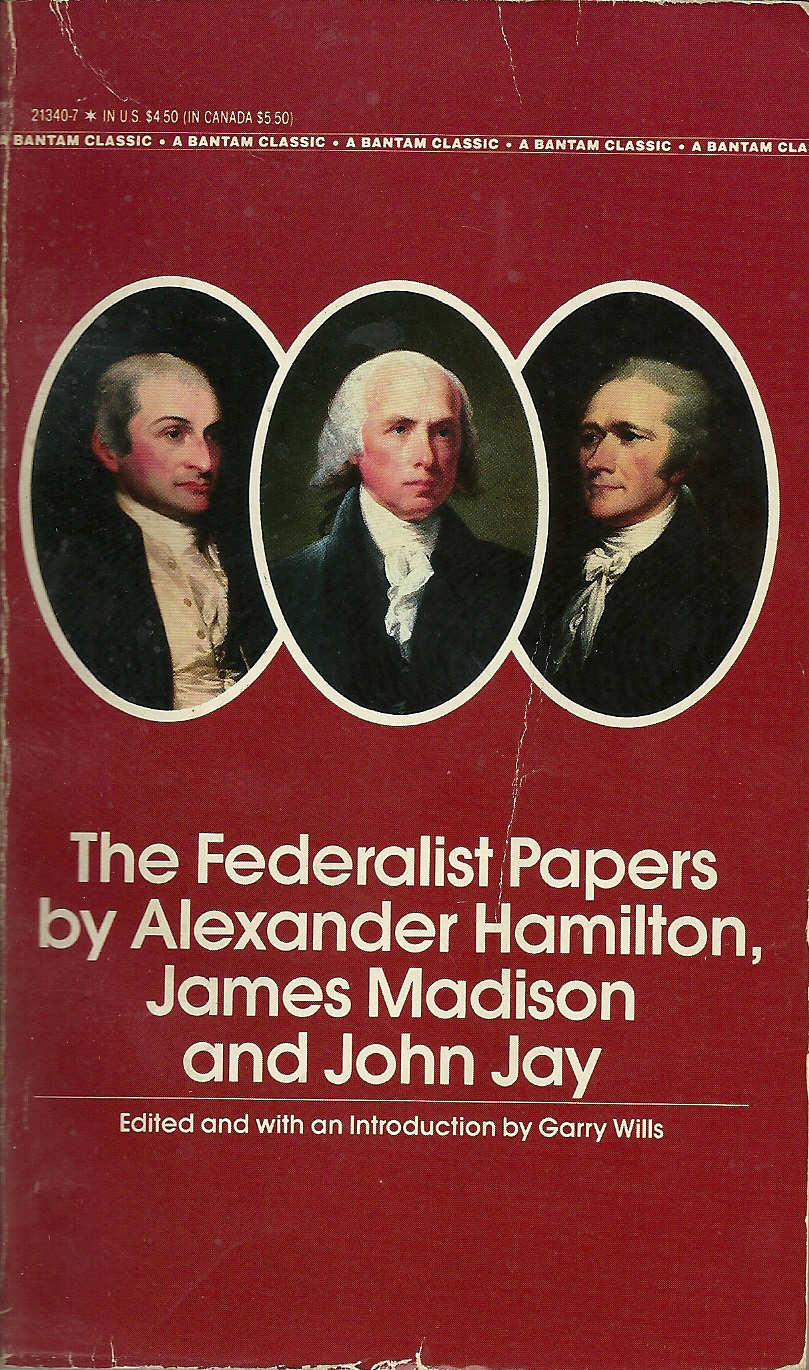 21340-7 ★ IN U.S. $4.50 (IN CANADA $5.50)
A BANTAM CLASSIC • A BANTAM CLASSIC • A BANTAM CLASSIC • A BANTAM CLASSIC • A BANTAM CLA
The Federalist Papers
by Alexander Hamilton,
James Madison
and John Jay
Edited and with an Introduction by Garry Wills